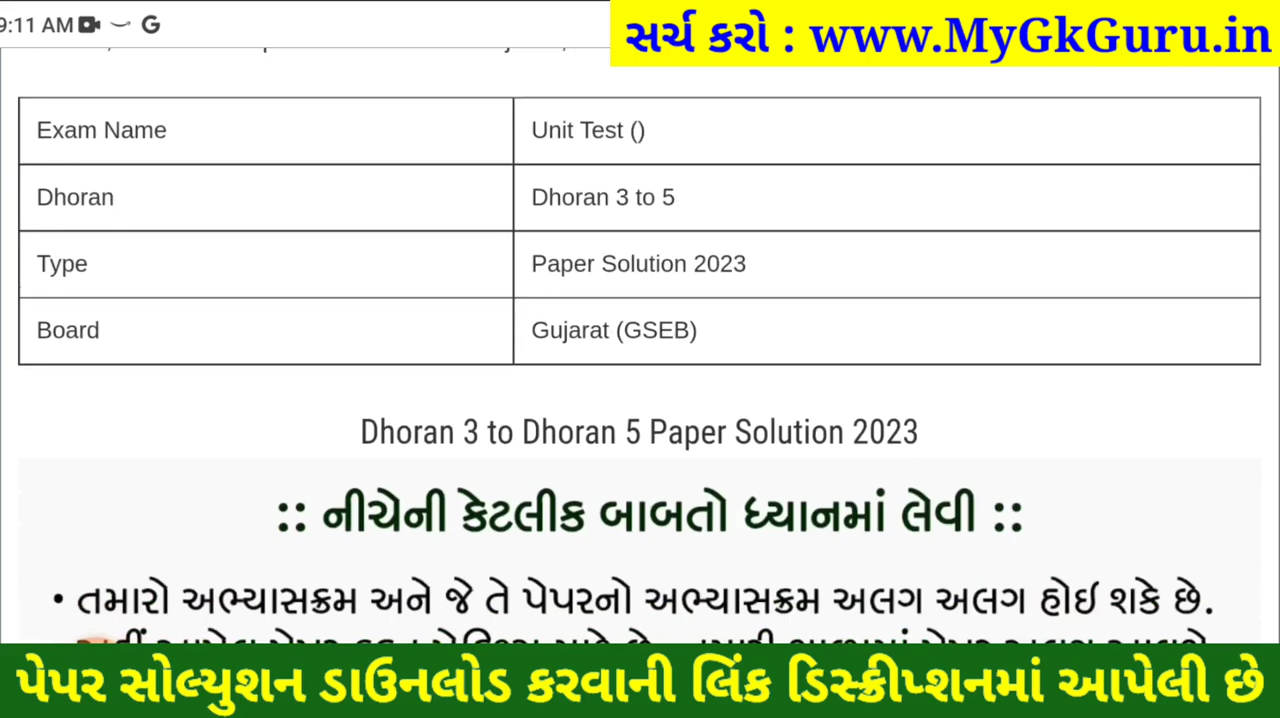 9:11 AM
સર્ચ કરો : www.MyGkGuru.in
Exam Name
Unit Test ()
Dhoran
Dhoran 3 to 5
Type
Paper Solution 2023
Board
Gujarat (GSEB)
Dhoran 3 to Dhoran 5 Paper Solution 2023
:: નીચેની કેટલીક બાબતો ધ્યાનમાં લેવી ::
• તમારો અભ્યાસક્રમ અને જે તે પેપરનો અભ્યાસક્રમ અલગ અલગ હોઈ શકે છે.
પેપર સોલ્યુશન ડાઉનલોડ કરવાની લિંક ડિસ્ક્રીપ્શનમાં આપેલી છે